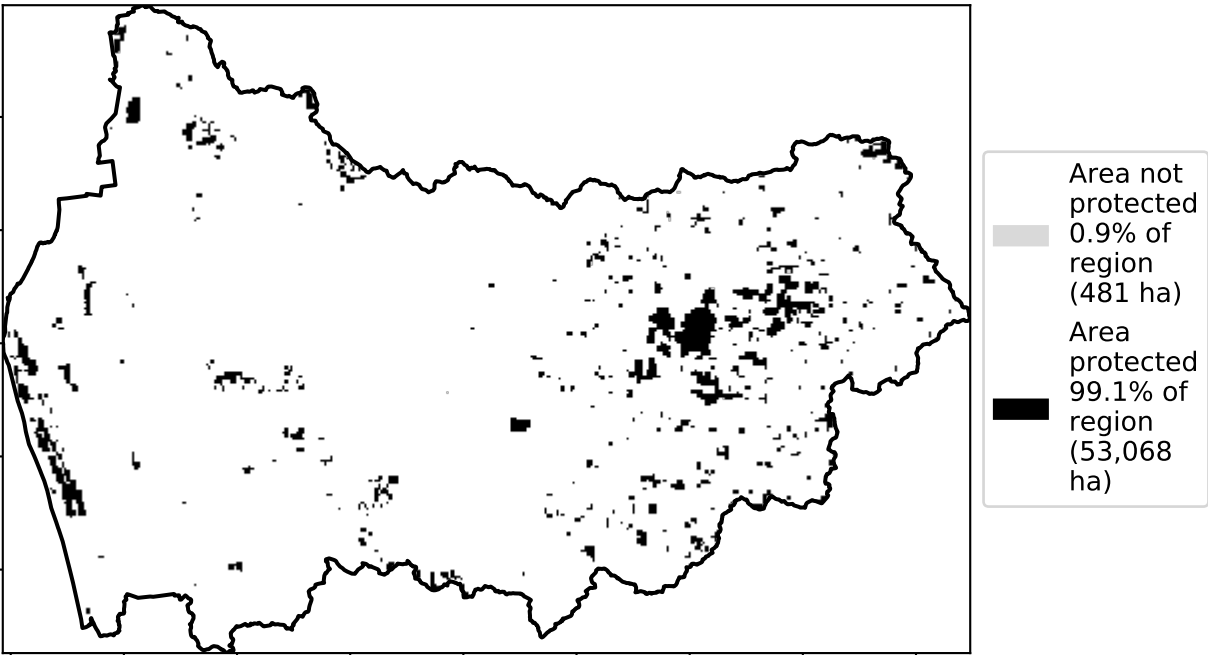 Area not
protected
0.9% of
region
(481 ha)
Area
protected
99.1% of
region
(53,068
ha)